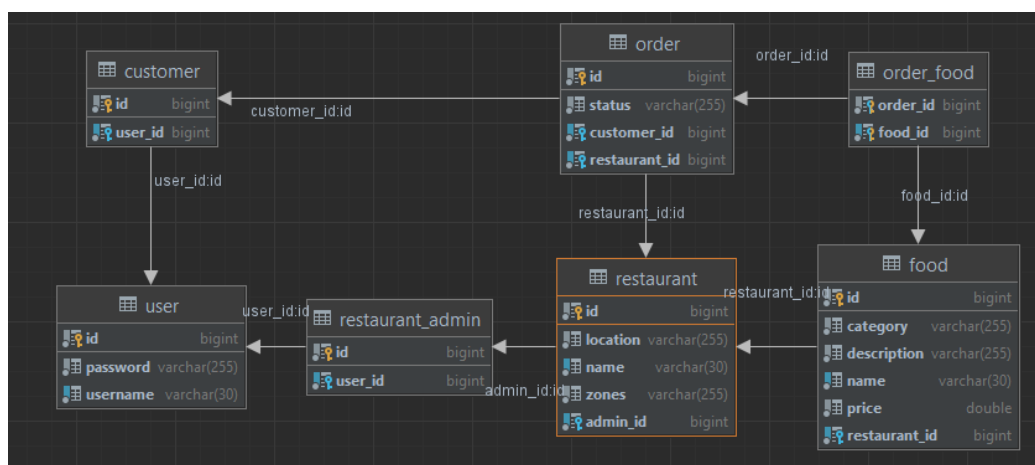 customer
id bigint
user_id bigint
customer_id:id
order
id bigint
status varchar(255)
customer_id bigint
restaurant_id bigint
order_id:id
order_food
order_id bigint
food_id bigint
user_id:id
restaurant_id:id
food_id:id
user
id bigint
password varchar(255)
username varchar(30)
user_id:id
restaurant_admin
id bigint
user_id bigint
admin_id:id
restaurant
id bigint
location varchar(255)
name varchar(30)
zones varchar(255)
admin_id bigint
restaurant_id:id
food
id bigint
category varchar(255)
description varchar(255)
name varchar(30)
price double
restaurant_id bigint